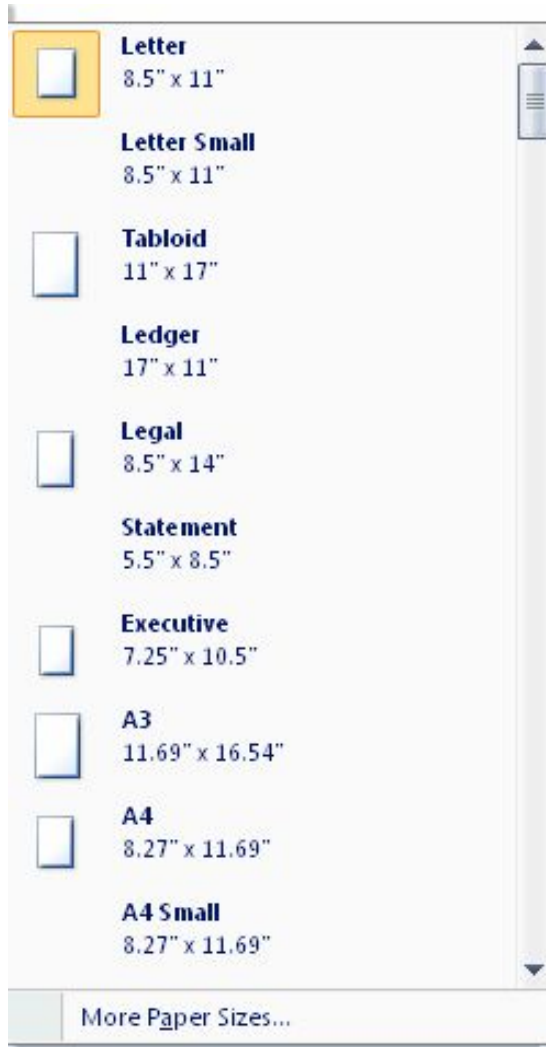 Letter
8.5" x 11"
Letter Small
8.5" x 11"
Tabloid
11" x 17"
Ledger
17" x 11"
Legal
8.5" x 14"
Statement
5.5" x 8.5"
Executive
7.25" x 10.5"
A3
11.69" x 16.54"
A4
8.27" x 11.69"
A4 Small
8.27" x 11.69"
More Paper Sizes...